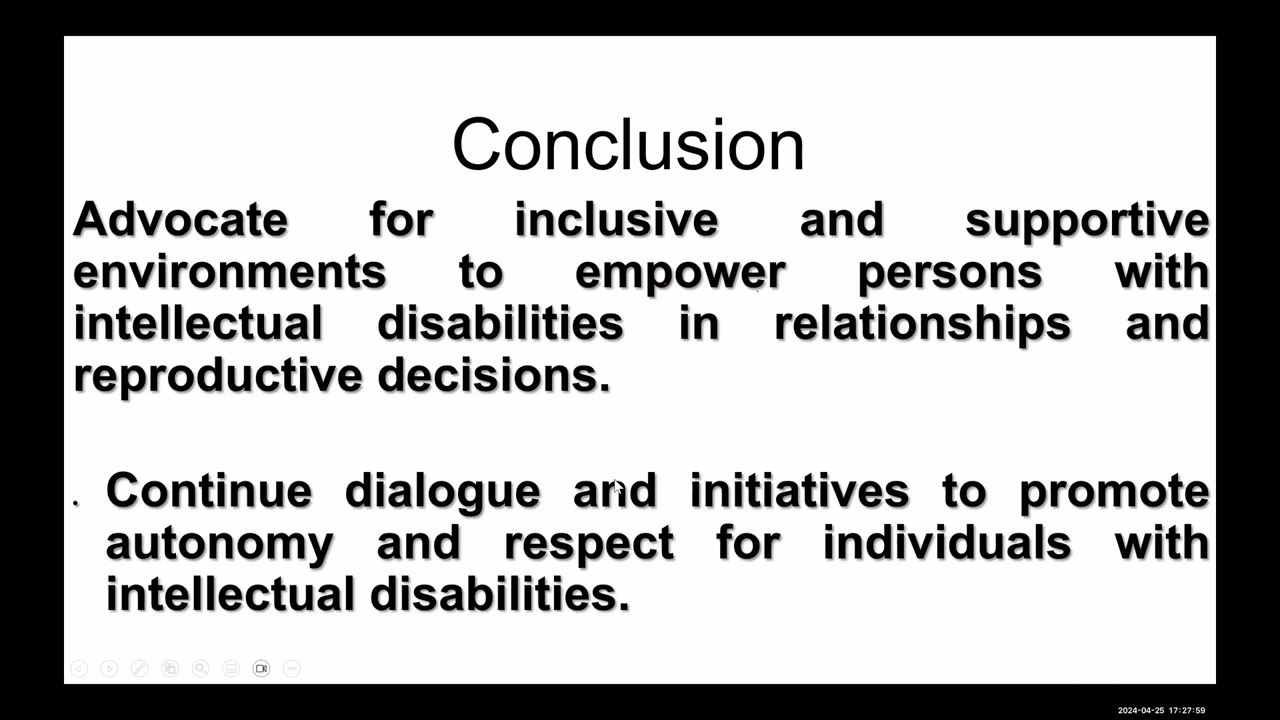 Conclusion
Advocate for inclusive and supportive
environments to empower persons with
intellectual disabilities in relationships and
reproductive decisions.
. Continue dialogue and initiatives to promote
autonomy and respect for individuals with
intellectual disabilities.
2024-04-25 17:27:59